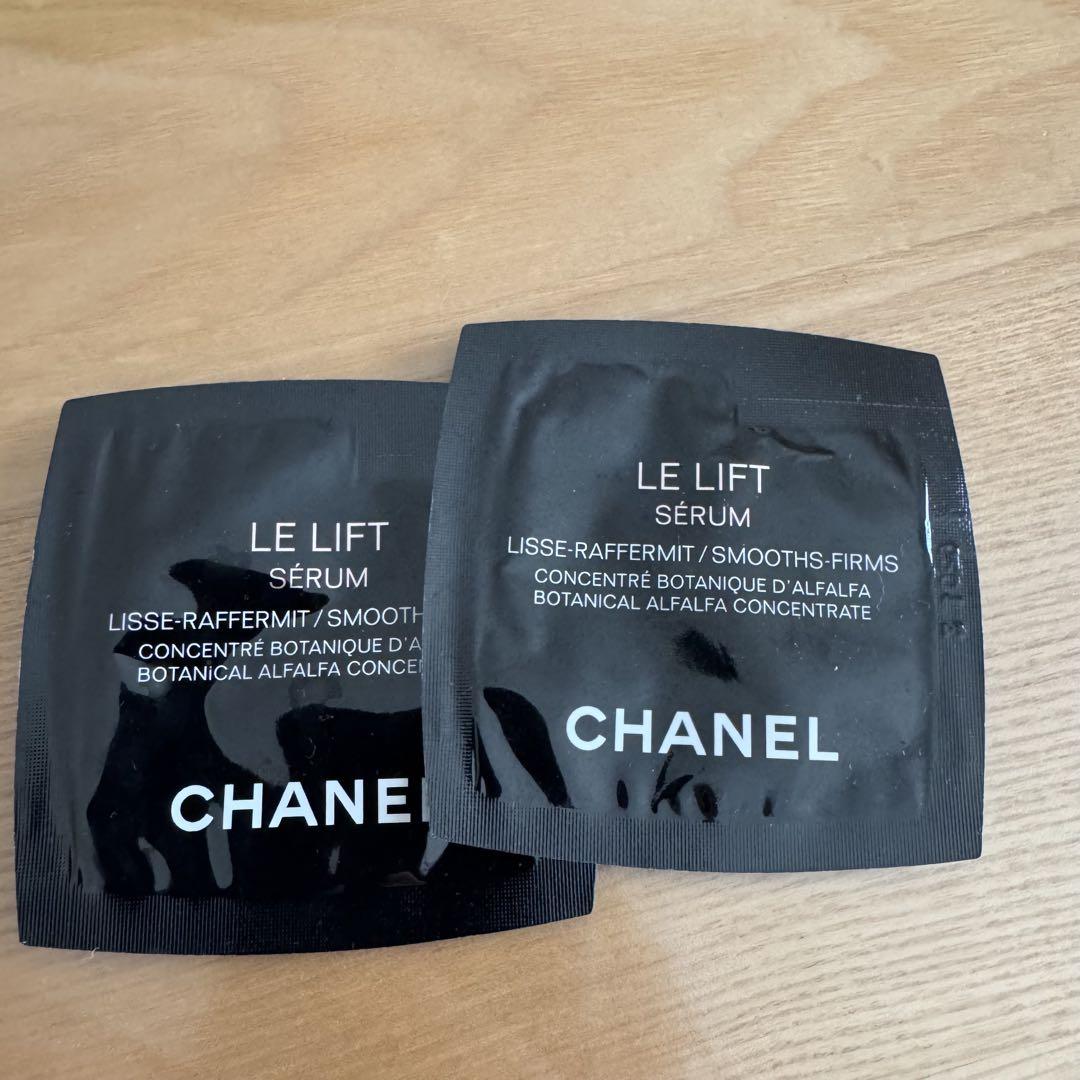 LE LIFT
SÉRUM
LISSE-RAFFERMIT / SMOOTH
CONCENTRÉ BOTANIQUE D'A
BOTANICAL ALFALFA CONCE
CHANEL
LE LIFT
SÉRUM
LISSE-RAFFERMIT / SMOOTHS-FIRMS
CONCENTRÉ BOTANIQUE D'ALFALFA
BOTANICAL ALFALFA CONCENTRATE
CHANEL